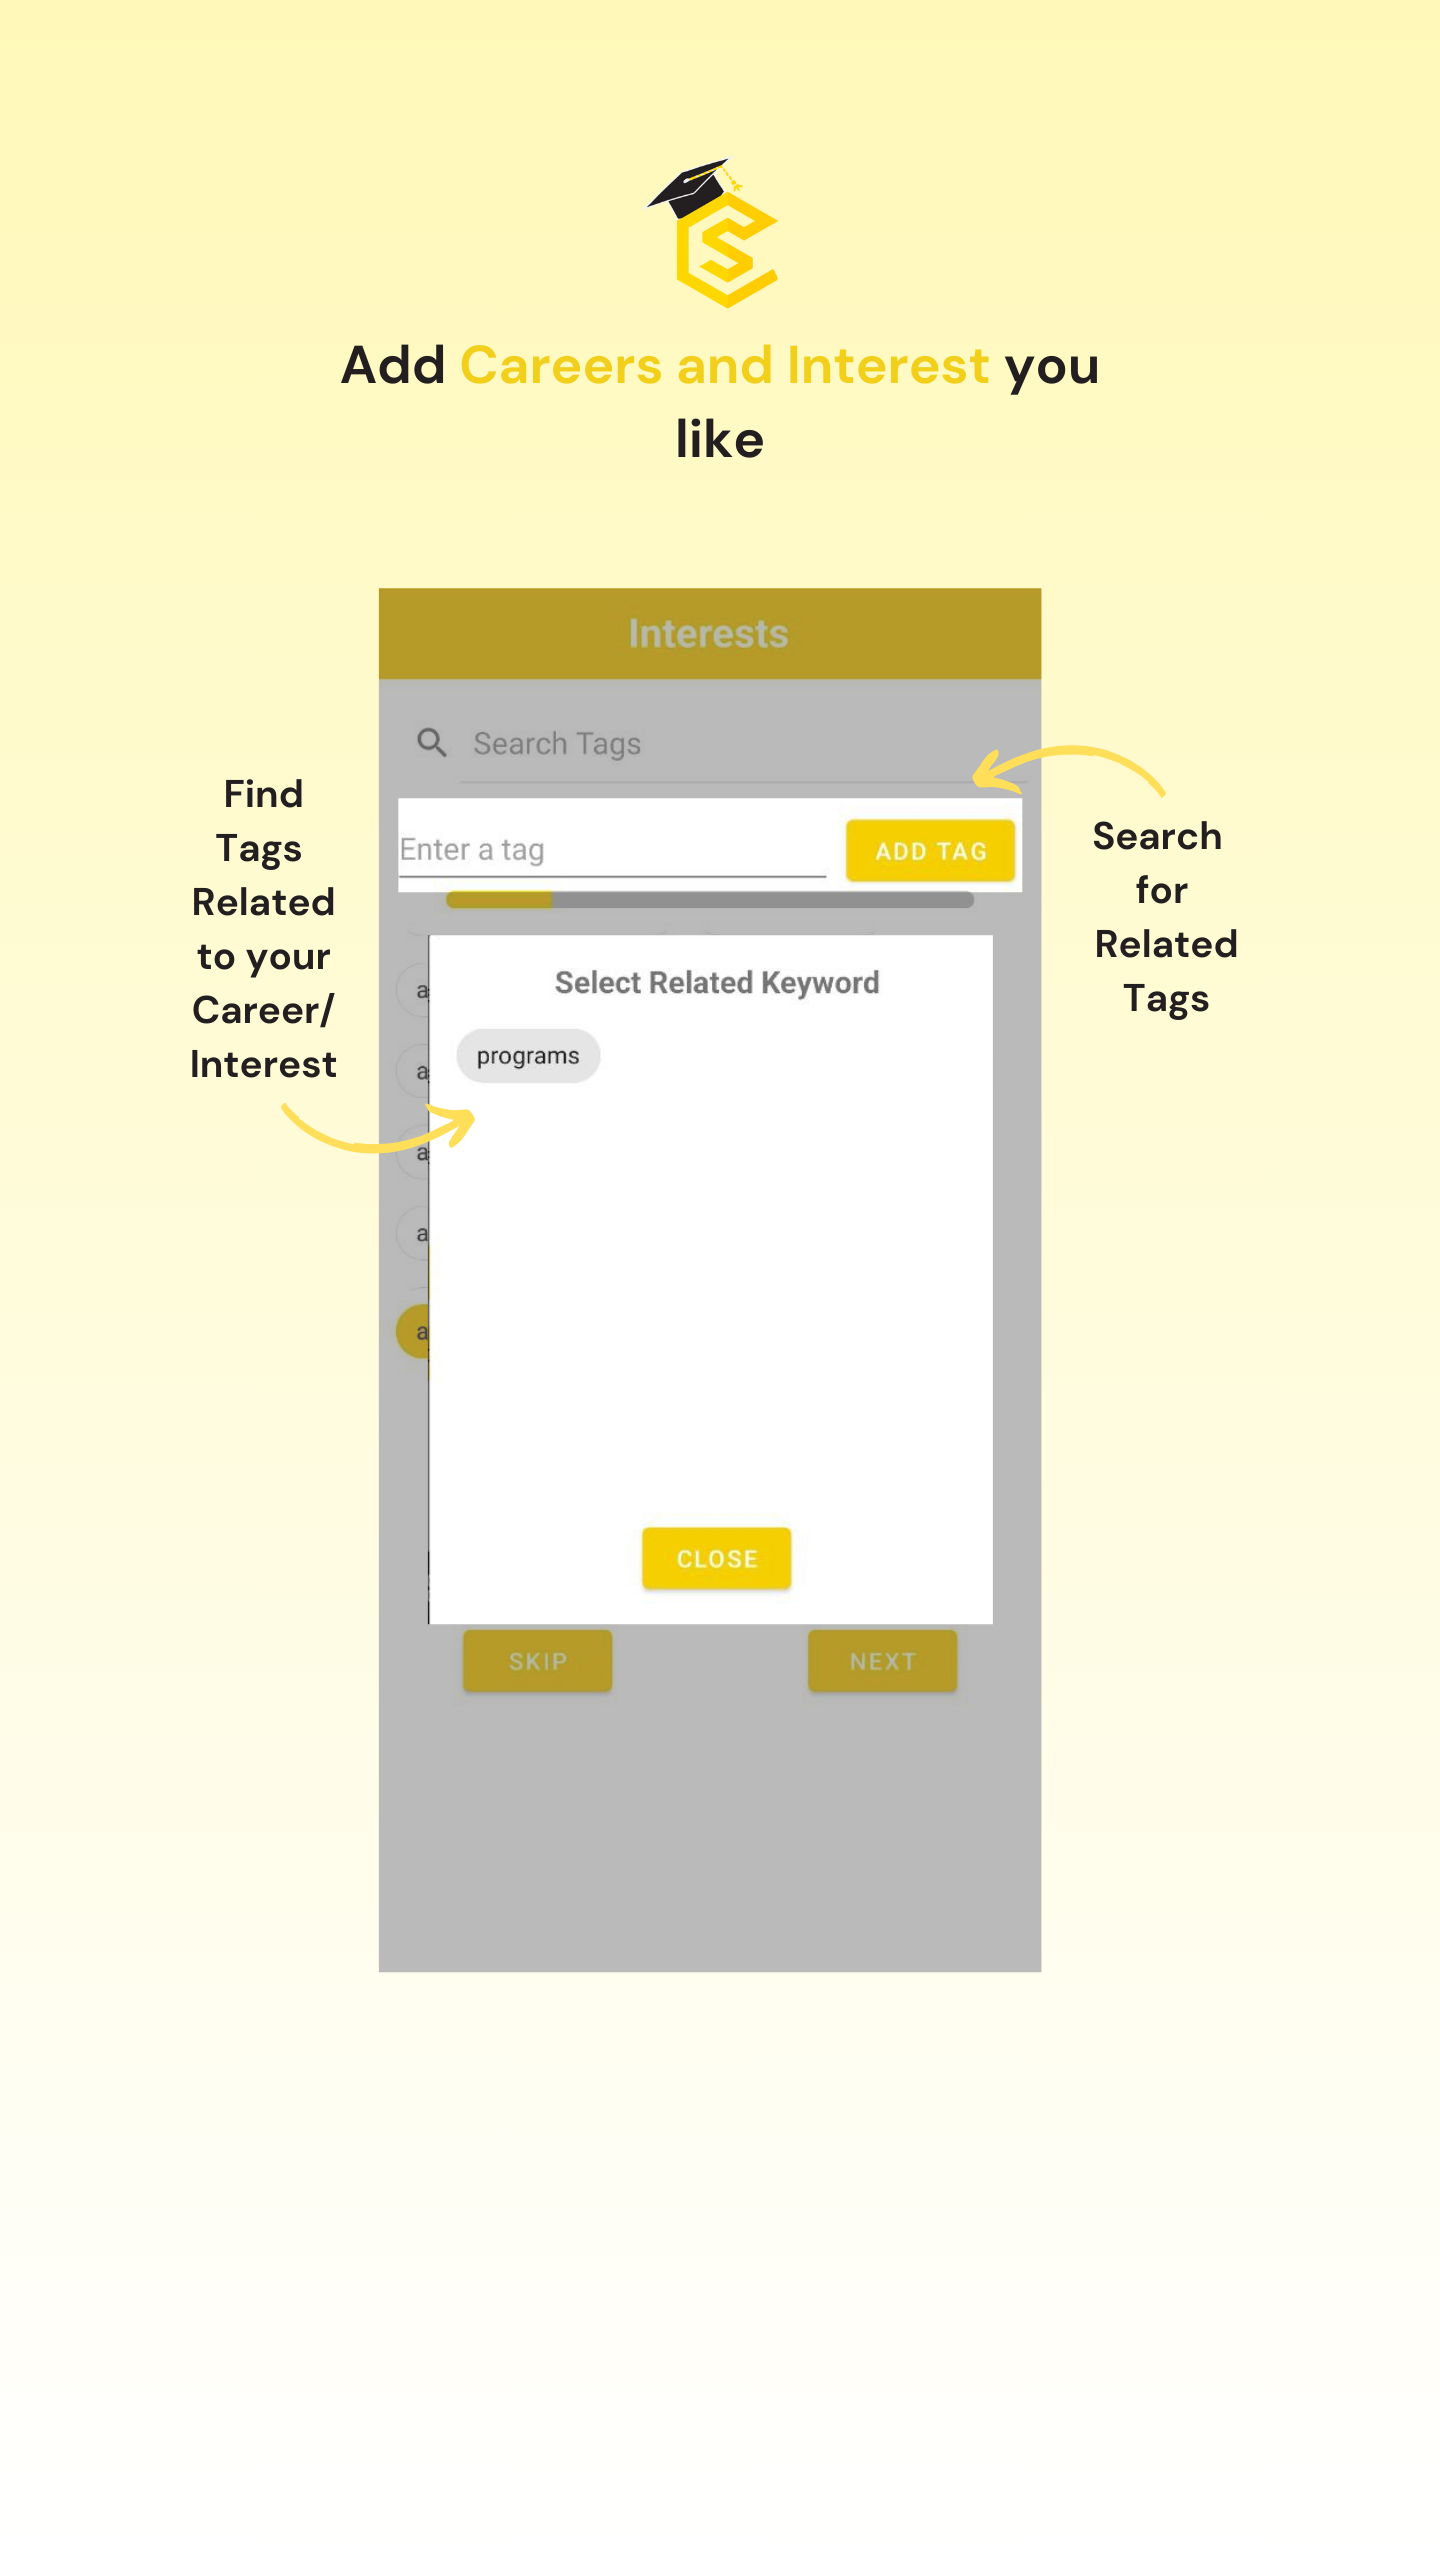 Add Careers and Interest you
like
Interests
Search Tags
Enter a tag
ADD TAG
Find
Tags
Related
to your
Career/
Interest
Search
for
Related
Tags
Select Related Keyword
programs
a
a
a
a
a
CLOSE
SKIP
NEXT